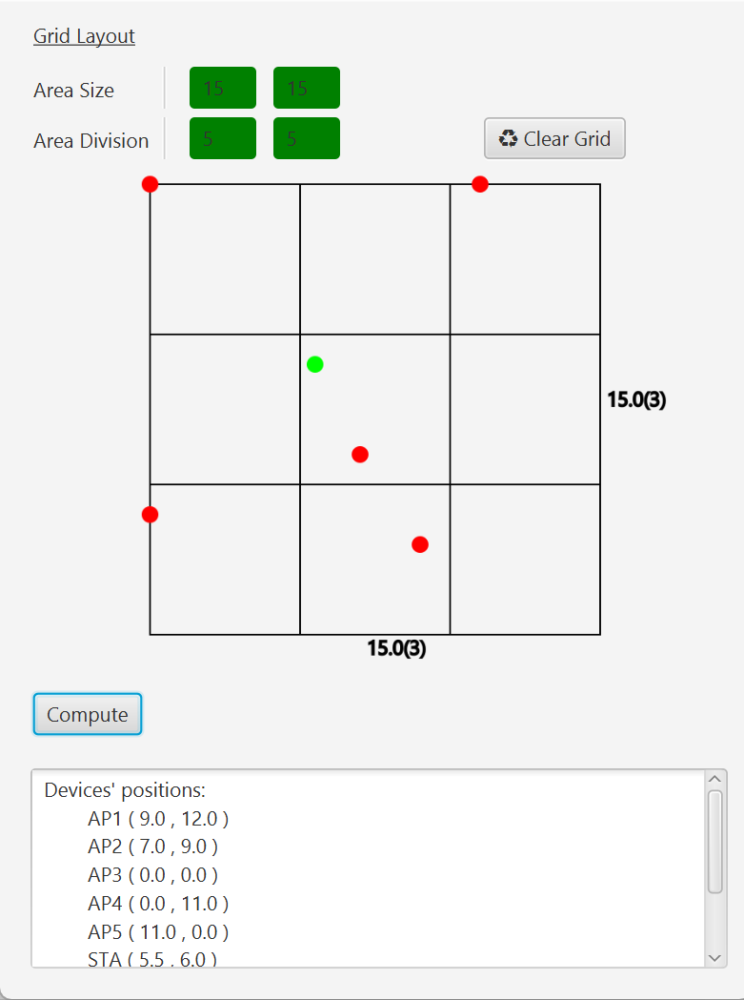 Grid Layout
Area Size 15 15
Area Division 5 5
♻ Clear Grid
15.0(3)
15.0(3)
Compute
Devices' positions:
AP1 ( 9.0 , 12.0 )
AP2 ( 7.0 , 9.0 )
AP3 ( 0.0 , 0.0 )
AP4 ( 0.0 , 11.0 )
AP5 ( 11.0 , 0.0 )
STA ( 5.5 , 6.0 )